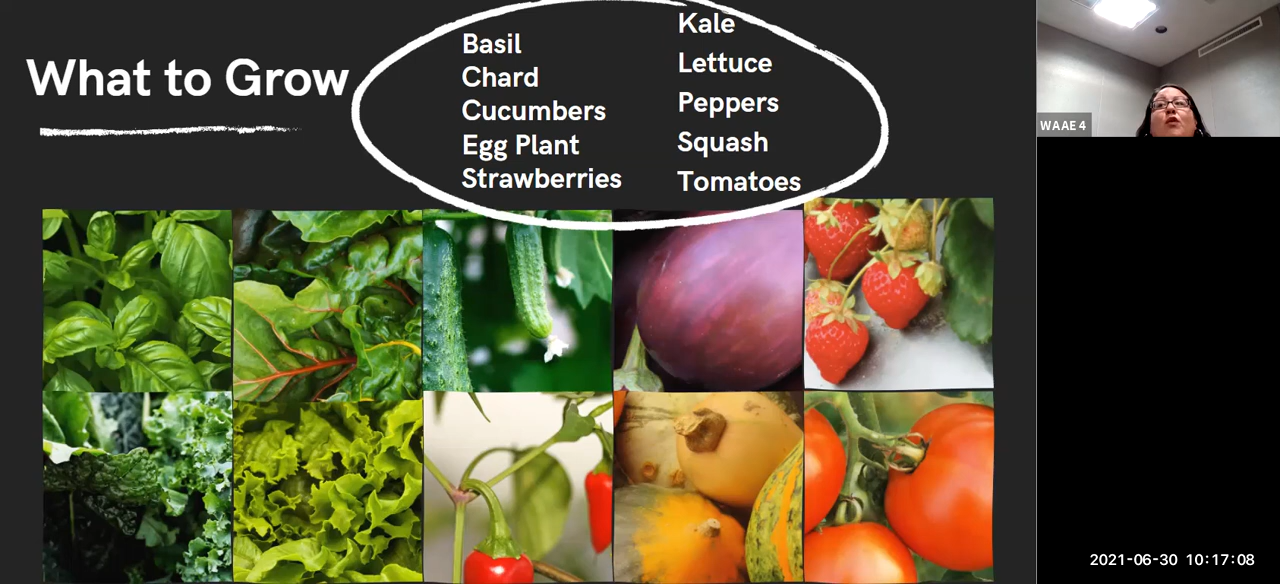 What to Grow
Basil
Chard
Cucumbers
Egg Plant
Strawberries
Kale
Lettuce
Peppers
Squash
Tomatoes
WAAE 4
2021-06-30 10:17:08